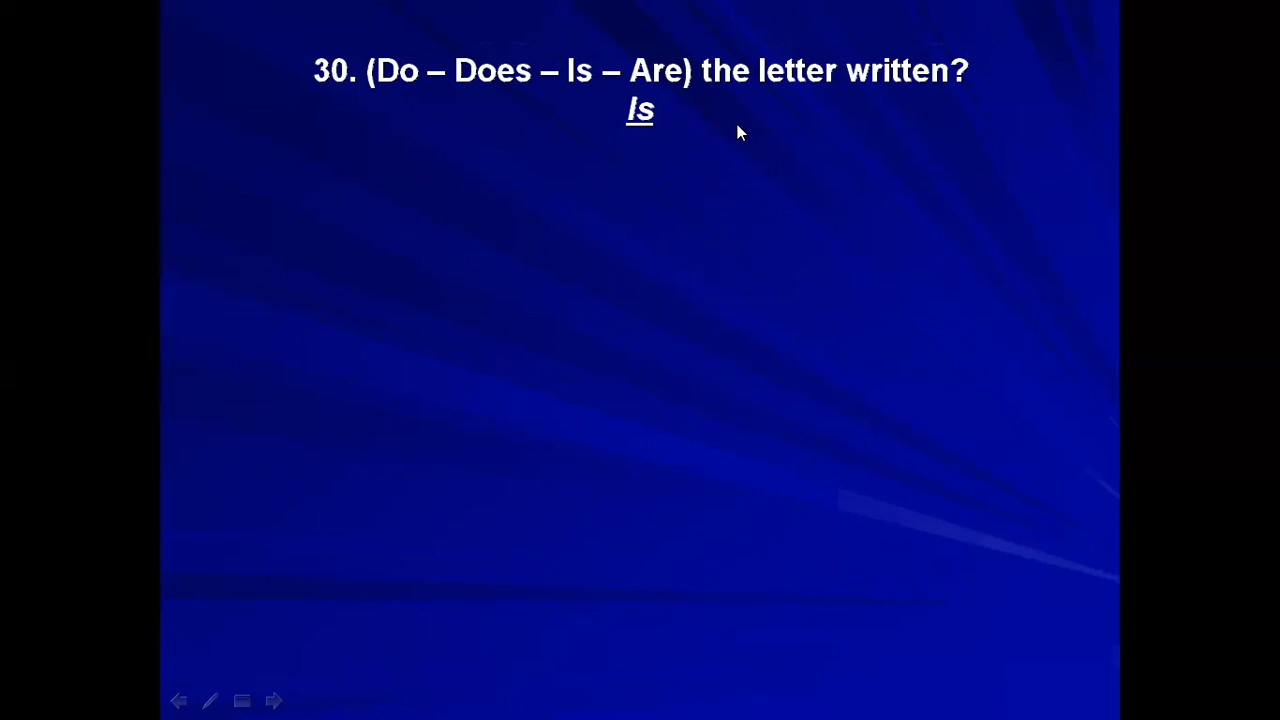 30. (Do – Does – Is – Are) the letter written?
Is